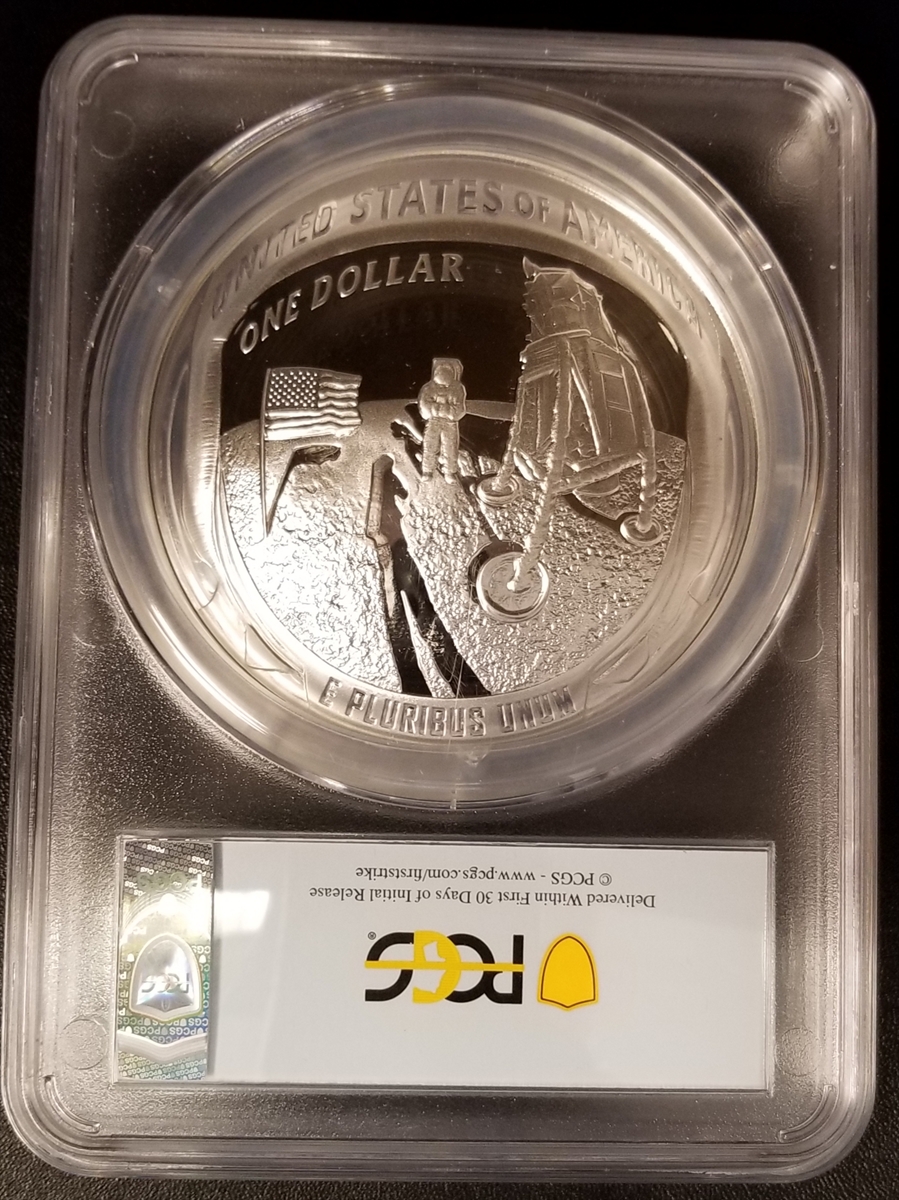 UNITED STATES OF AMERICA
ONE DOLLAR
E PLURIBUS UNUM
PCGS®
Delivered Within First 30 Days of Initial Release
© PCGS - www.pcgs.com/firststrike
PCGS